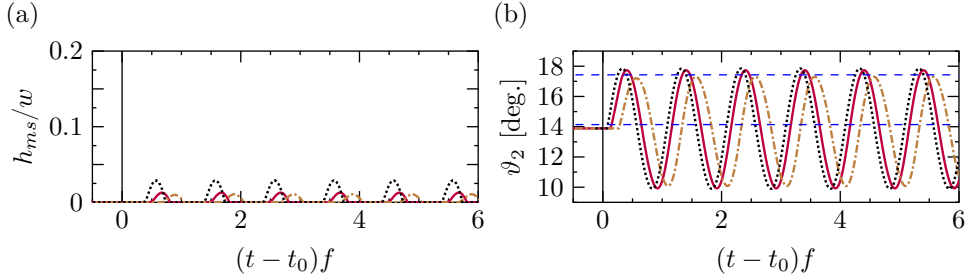 (a)
(b)
0.2
0.1
0
h_{ms}/w
0 2 4 6
(t − t_0)f
18
16
14
12
10
ϑ_2 [deg.]
0 2 4 6
(t − t_0)f